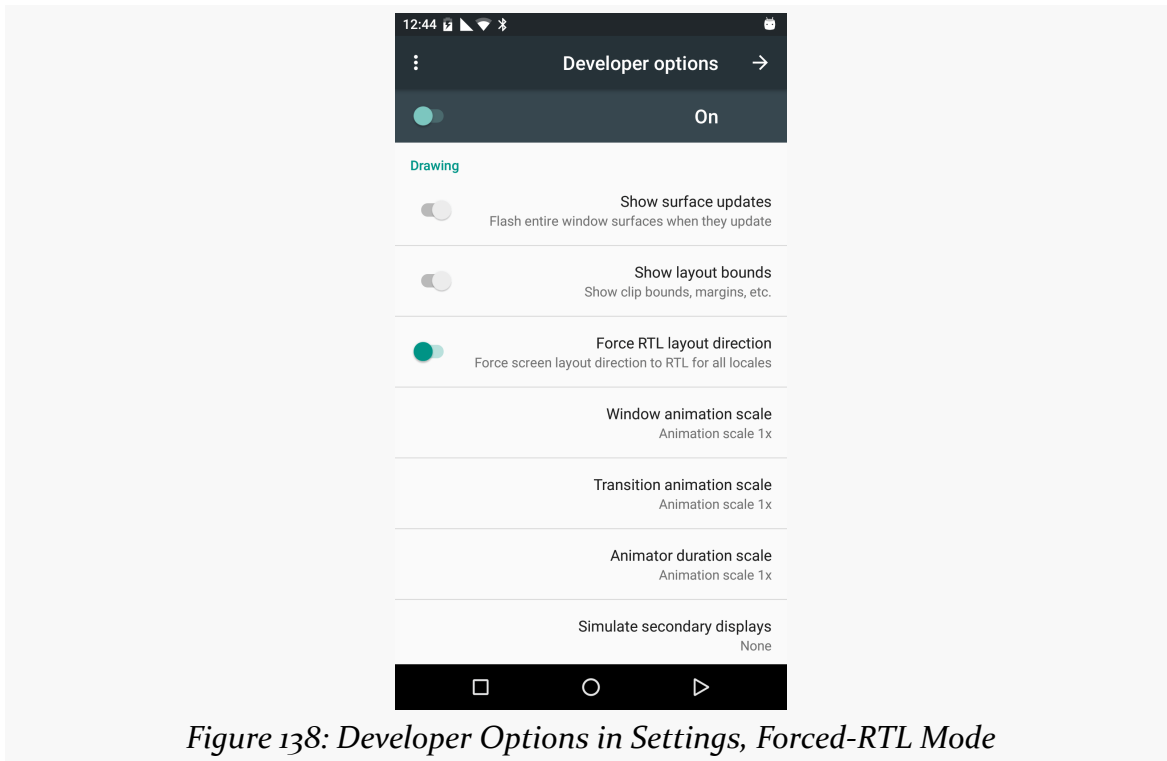 12:44
Developer options
On
Drawing
Show surface updates
Flash entire window surfaces when they update
Show layout bounds
Show clip bounds, margins, etc.
Force RTL layout direction
Force screen layout direction to RTL for all locales
Window animation scale
Animation scale 1x
Transition animation scale
Animation scale 1x
Animator duration scale
Animation scale 1x
Simulate secondary displays
None
Figure 138: Developer Options in Settings, Forced-RTL Mode